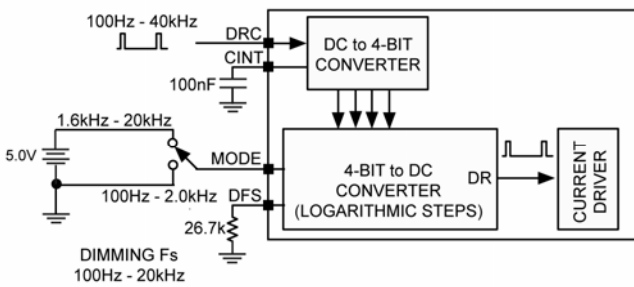 100Hz - 40kHz
DRC
CINT
100nF
DC to 4-BIT
CONVERTER
1.6kHz - 20kHz
5.0V
MODE
100Hz - 2.0kHz
DFS
26.7k
4-BIT to DC
CONVERTER
(LOGARITHMIC STEPS)
DR
CURRENT
DRIVER
DIMMING Fs
100Hz - 20kHz